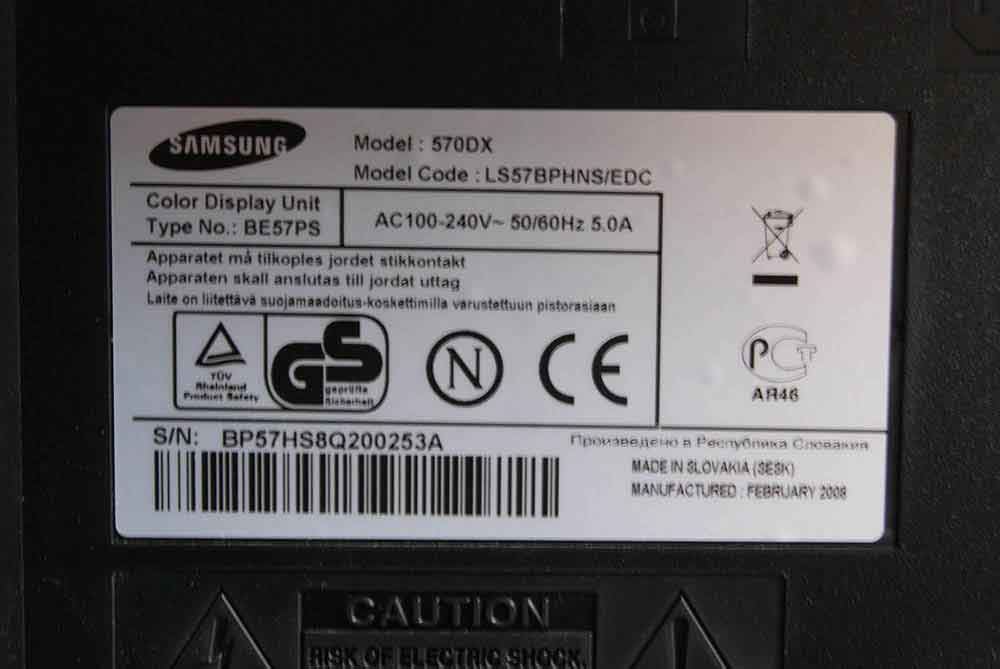 SAMSUNG
Model : 570DX
Model Code : LS57BPHNS/EDC
Color Display Unit
Type No.: BE57PS
AC100-240V~ 50/60Hz 5.0A
Apparatet må tilkoples jordet stikkontakt
Apparaten skall anslutas till jordat uttag
Laite on liitettävä suojamaadoitus-koskettimilla varustettuun pistorasiaan
TÜV
Rheinland
Product Safety
GS
geprüfte
Sicherheit
N
CE
PCT
AR46
S/N: BP57HS8Q200253A
Произведено в Республика Словакия
MADE IN SLOVAKIA (SESK)
MANUFACTURED : FEBRUARY 2008
CAUTION
RISK OF ELECTRIC SHOCK.